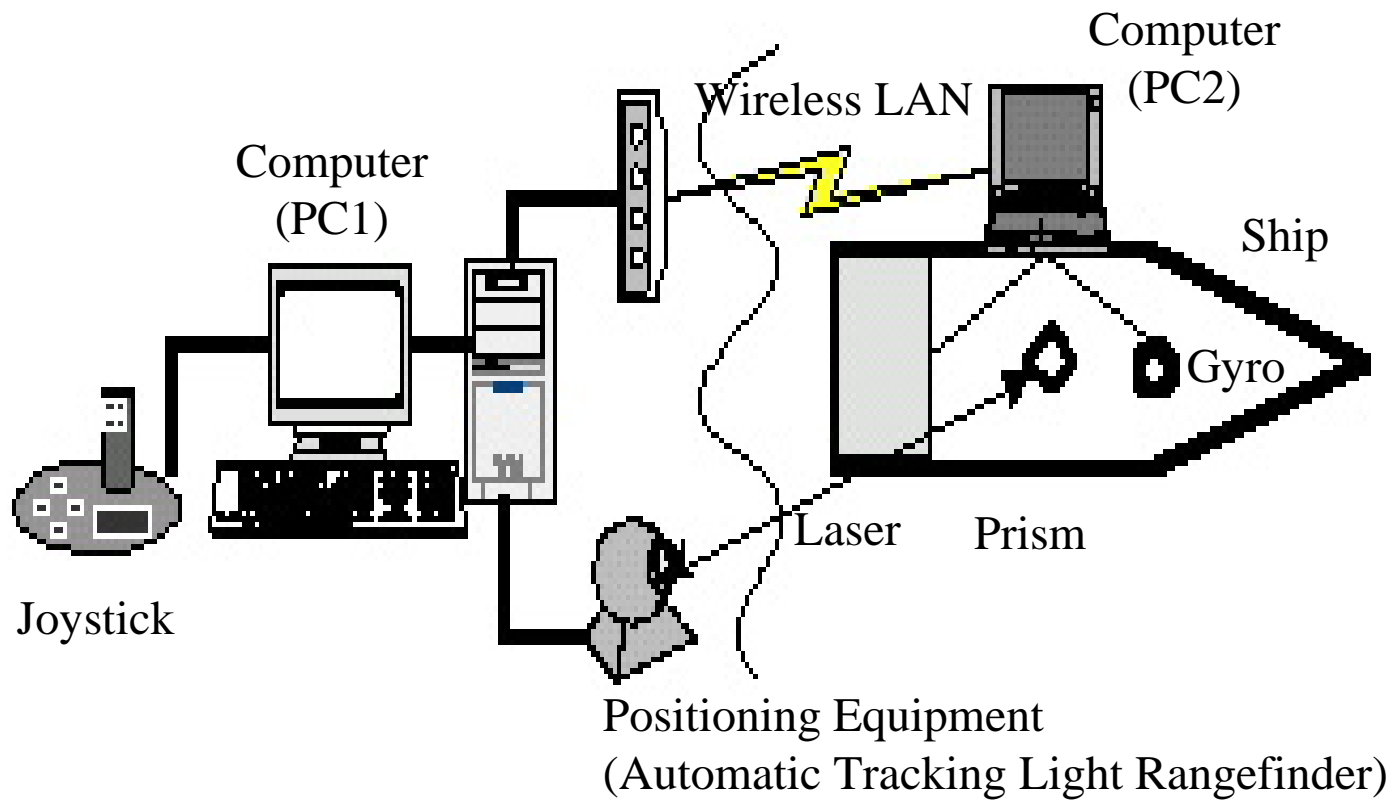 Computer
(PC2)
Wireless LAN
Computer
(PC1)
Ship
Gyro
Laser
Prism
Joystick
Positioning Equipment
(Automatic Tracking Light Rangefinder)